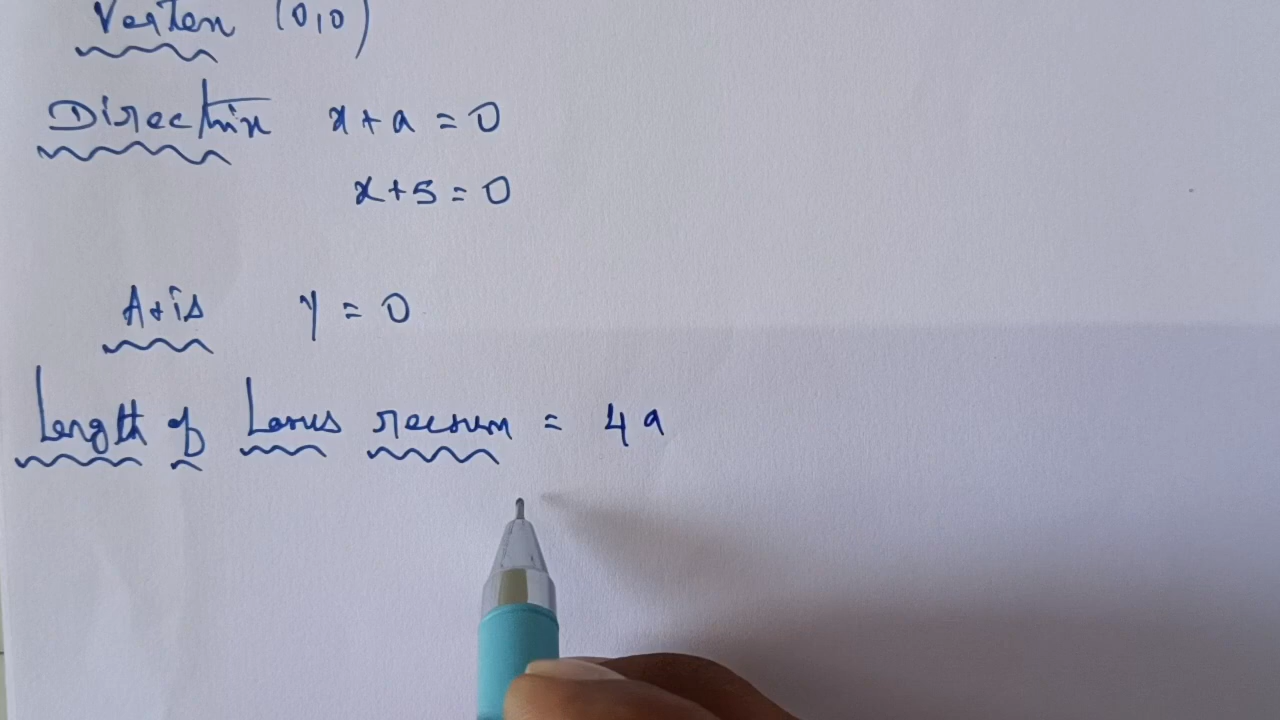 Vertex (0,0)
Directrix x+a=0
x+5=0
Axis y=0
Length of Latus rectum = 4a